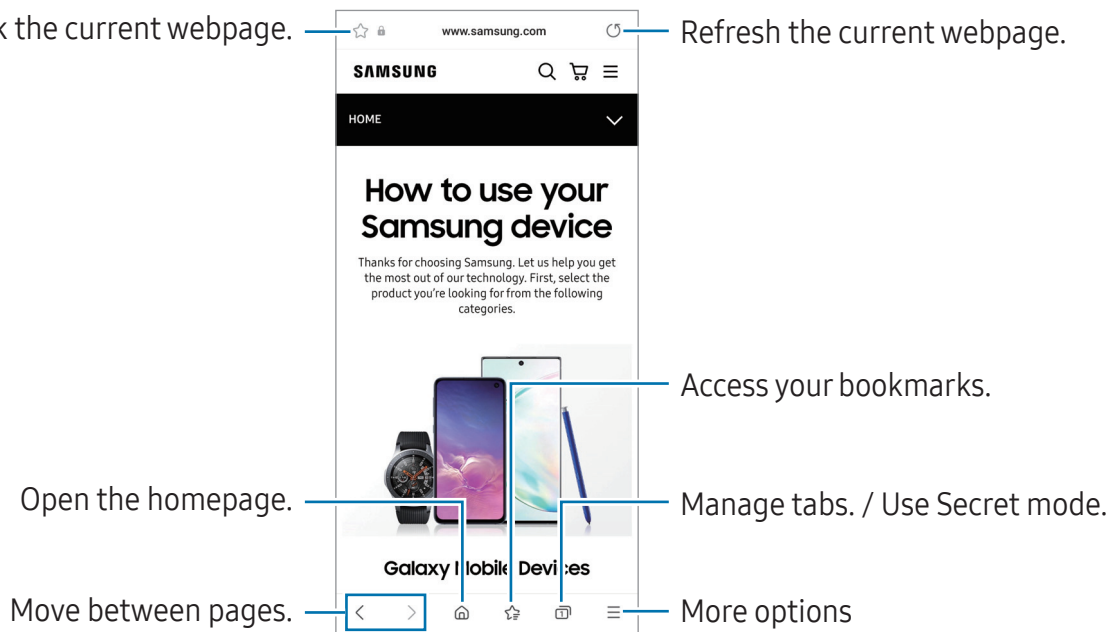 the current webpage.
www.samsung.com
Refresh the current webpage.
SAMSUNG
HOME
How to use your
Samsung device
Thanks for choosing Samsung. Let us help you get
the most out of our technology. First, select the
product you're looking for from the following
categories.
Access your bookmarks.
Open the homepage.
Manage tabs. / Use Secret mode.
Galaxy Mobile Devices
Move between pages.
1
More options